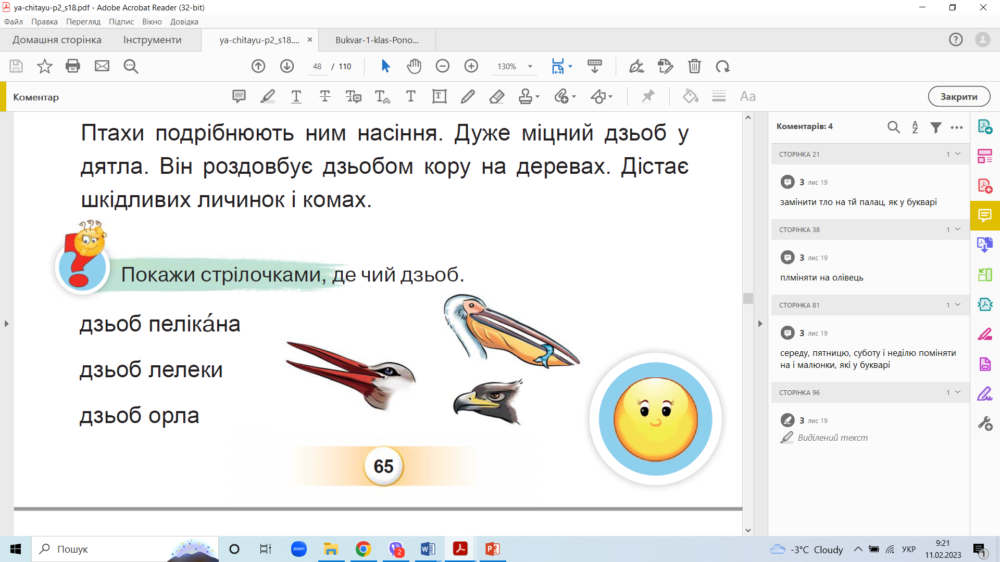 ya-chitayu-p2_s18.pdf - Adobe Acrobat Reader (32-bit)
Файл Правка Перегляд Підпис Вікно Довідка
Домашня сторінка Інструменти ya-chitayu-p2_s18.... × Bukvar-1-klas-Pono...
48 / 110 130%
Коментар
Закрити
Птахи подрібнюють ним насіння. Дуже міцний дзьоб у
дятла. Він роздовбує дзьобом кору на деревах. Дістає
шкідливих личинок і комах.
Покажи стрілочками, де чий дзьоб.
дзьоб пеліка́на
дзьоб лелеки
дзьоб орла
65
Коментарів: 4
СТОРІНКА 21 1
3 лис 19
замінити тло на тй палац, як у букварі
СТОРІНКА 38 1
3 лис 19
плміняти на олівець
СТОРІНКА 81 1
3 лис 19
середу, пятницю, суботу і неділю поміняти
на і малюнки, які у букварі
СТОРІНКА 96 1
3 лис 19
Виділений текст
Пошук
zoom
2
-3°C Cloudy
УКР
9:21
11.02.2023
1